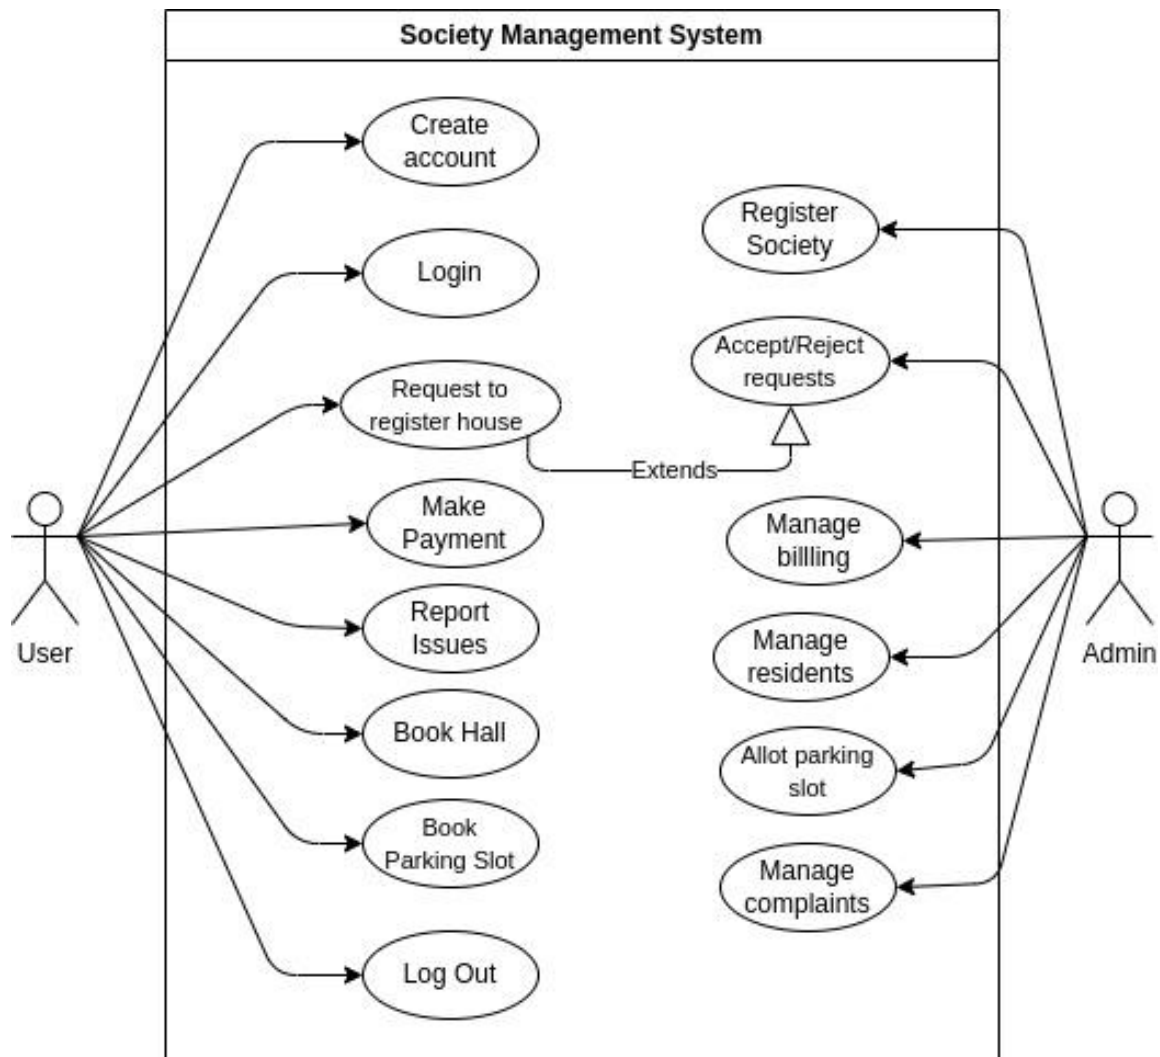 Society Management System
Create
account
Login
Request to
register house
Make
Payment
Report
Issues
Book Hall
Book
Parking Slot
Log Out
User
Extends
Register
Society
Accept/Reject
requests
Manage
billling
Manage
residents
Allot parking
slot
Manage
complaints
Admin